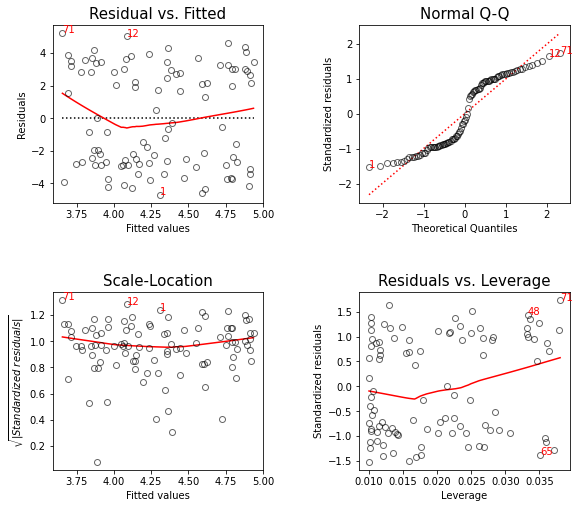 Residual vs. Fitted
Normal Q-Q
71
12
1
Residuals
4
2
0
−2
−4
3.75 4.00 4.25 4.50 4.75 5.00
Fitted values
12 71
1
Standardized residuals
2
1
0
−1
−2
−2 −1 0 1 2
Theoretical Quantiles
Scale-Location
Residuals vs. Leverage
71
12
1
√|Standardized residuals|
1.2
1.0
0.8
0.6
0.4
0.2
3.75 4.00 4.25 4.50 4.75 5.00
Fitted values
71
48
65
Standardized residuals
1.5
1.0
0.5
0.0
−0.5
−1.0
−1.5
0.010 0.015 0.020 0.025 0.030 0.035
Leverage